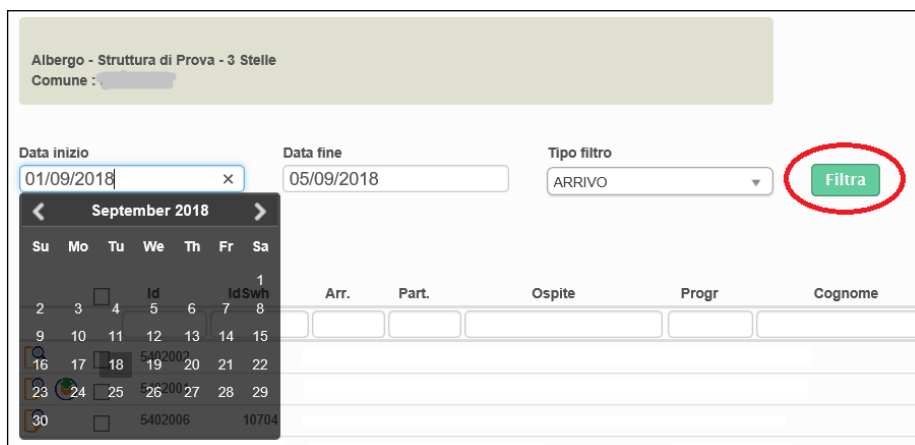 Albergo - Struttura di Prova - 3 Stelle
Comune :
Data inizio Data fine Tipo filtro
01/09/2018 × 05/09/2018 ARRIVO Filtra
September 2018
Su Mo Tu We Th Fr Sa
1
Id IdSwh Arr. Part. Ospite Progr Cognome
2 3 4 5 6 7 8
9 10 11 12 13 14 15
16 17 18 19 20 21 22
5402002
23 24 25 26 27 28 29
30 5402006 10704